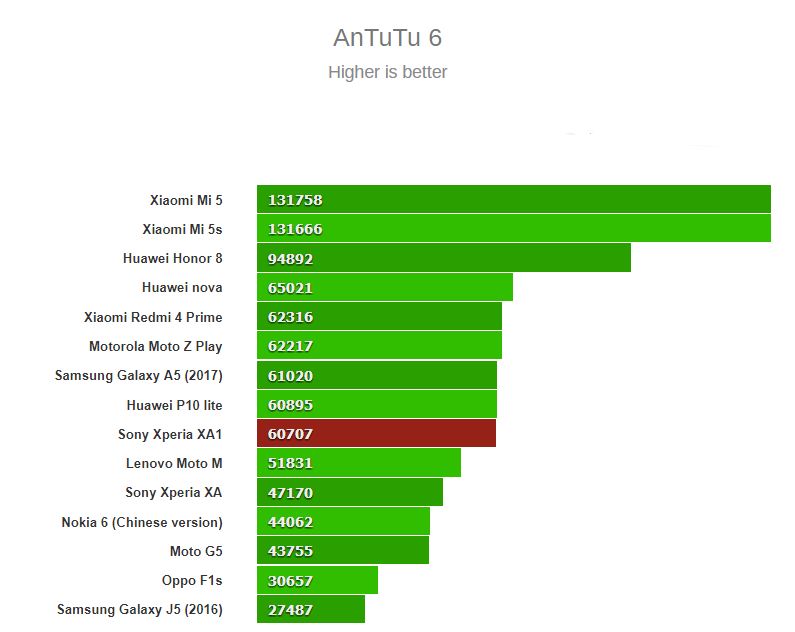 AnTuTu 6
Higher is better
Xiaomi Mi 5 131758
Xiaomi Mi 5s 131666
Huawei Honor 8 94892
Huawei nova 65021
Xiaomi Redmi 4 Prime 62316
Motorola Moto Z Play 62217
Samsung Galaxy A5 (2017) 61020
Huawei P10 lite 60895
Sony Xperia XA1 60707
Lenovo Moto M 51831
Sony Xperia XA 47170
Nokia 6 (Chinese version) 44062
Moto G5 43755
Oppo F1s 30657
Samsung Galaxy J5 (2016) 27487